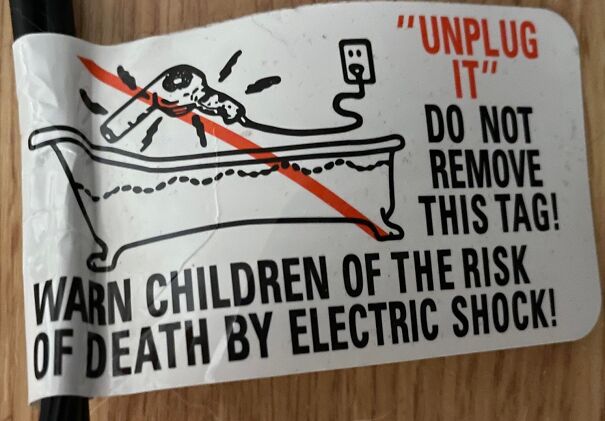 "UNPLUG
IT"
DO NOT
REMOVE
THIS TAG!
WARN CHILDREN OF THE RISK
OF DEATH BY ELECTRIC SHOCK!